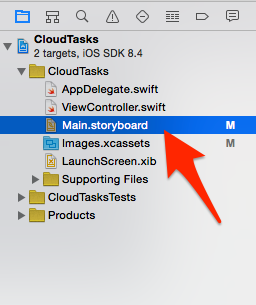 CloudTasks
2 targets, iOS SDK 8.4
CloudTasks
AppDelegate.swift
ViewController.swift
Main.storyboard M
Images.xcassets M
LaunchScreen.xib
Supporting Files
CloudTasksTests
Products